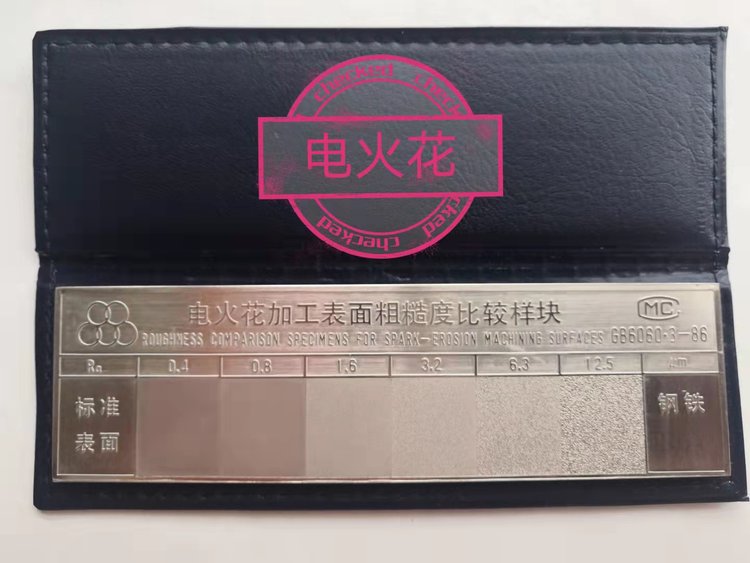 checked checked
电火花
checked checked
电火花加工表面粗糙度比较样块
MC
ROUGHNESS COMPARISON SPECIMENS FOR SPARK-EROSION MACHINING SURFACES GB6060·3-86
Ra 0.4 0.8 1.6 3.2 6.3 12.5 μm
标准 钢铁
表面